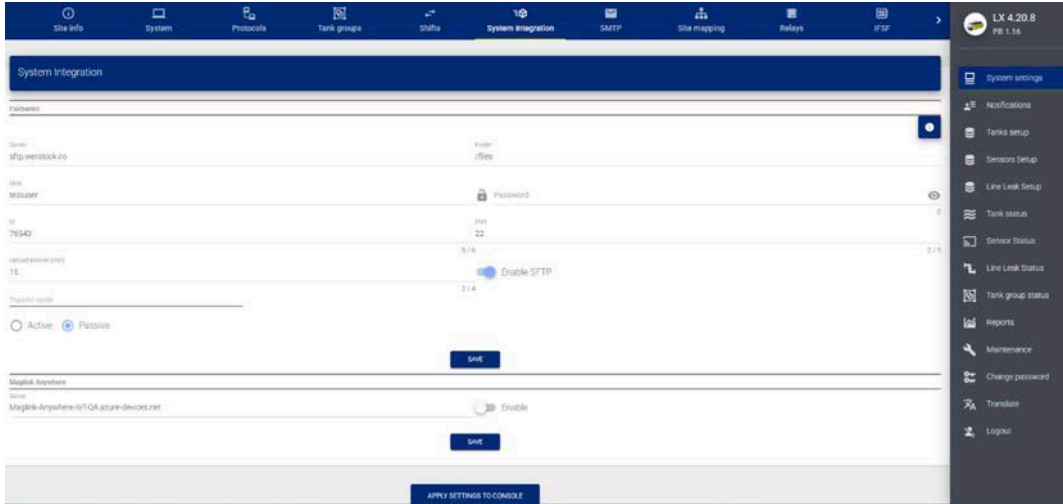 Site info System Protocols Tank groups Shifts System Integration SMTP Site mapping Relays IFSF
LX 4.20.8
PB 1.16
System Integration
Fairbanks
Server
sftp.werstock.co
Folder
/files
User
testuser
Password
0
ID
76543
5 / 6
Port
22
2 / 5
Upload interval (min)
15
2 / 4
Enable SFTP
Transfer mode
Active Passive
SAVE
Maglink Anywhere
Server
Maglink-Anywhere-IoT-QA.azure-devices.net
Enable
SAVE
APPLY SETTINGS TO CONSOLE
System settings
Notifications
Tanks setup
Sensors Setup
Line Leak Setup
Tank status
Sensor Status
Line Leak Status
Tank group status
Reports
Maintenance
Change password
Translate
Logout